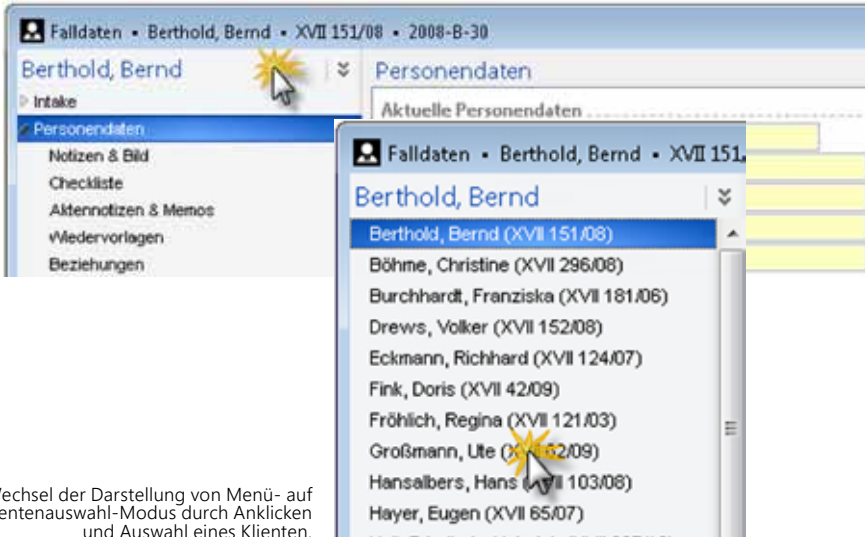 Falldaten • Berthold, Bernd • XVII 151/08 • 2008-B-30
Berthold, Bernd
Intake
Personendaten
Notizen & Bild
Checkliste
Aktennotizen & Memos
Wiedervorlagen
Beziehungen
Personendaten
Aktuelle Personendaten
Falldaten • Berthold, Bernd • XVII 151
Berthold, Bernd
Berthold, Bernd (XVII 151/08)
Böhme, Christine (XVII 296/08)
Burchhardt, Franziska (XVII 181/06)
Drews, Volker (XVII 152/08)
Eckmann, Richhard (XVII 124/07)
Fink, Doris (XVII 42/09)
Fröhlich, Regina (XVII 121/03)
Großmann, Ute 62/09)
Hansalbers, Hans 103/08)
Hayer, Eugen (XVII 65/07)
echsel der Darstellung von Menü- auf
entenauswahl-Modus durch Anklicken
und Auswahl eines Klienten.